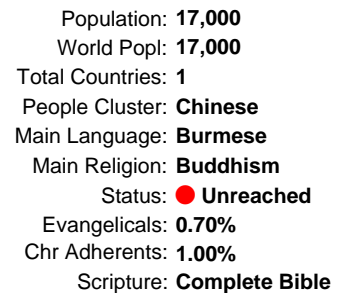 Population: 17,000
World Popl: 17,000
Total Countries: 1
People Cluster: Chinese
Main Language: Burmese
Main Religion: Buddhism
Status: Unreached
Evangelicals: 0.70%
Chr Adherents: 1.00%
Scripture: Complete Bible